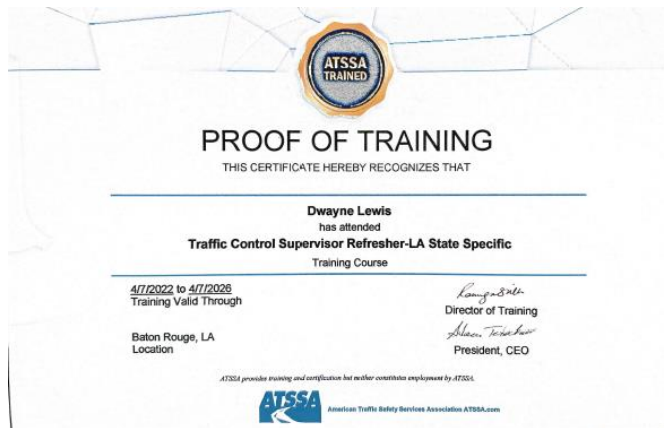 ATSSA
TRAINED
PROOF OF TRAINING
THIS CERTIFICATE HEREBY RECOGNIZES THAT
Dwayne Lewis
has attended
Traffic Control Supervisor Refresher-LA State Specific
Training Course
4/7/2022 to 4/7/2026
Training Valid Through
Director of Training
Baton Rouge, LA
Location
President, CEO
ATSSA provides training and certification but neither constitutes employment by ATSSA.
ATSSA
American Traffic Safety Services Association ATSSA.com